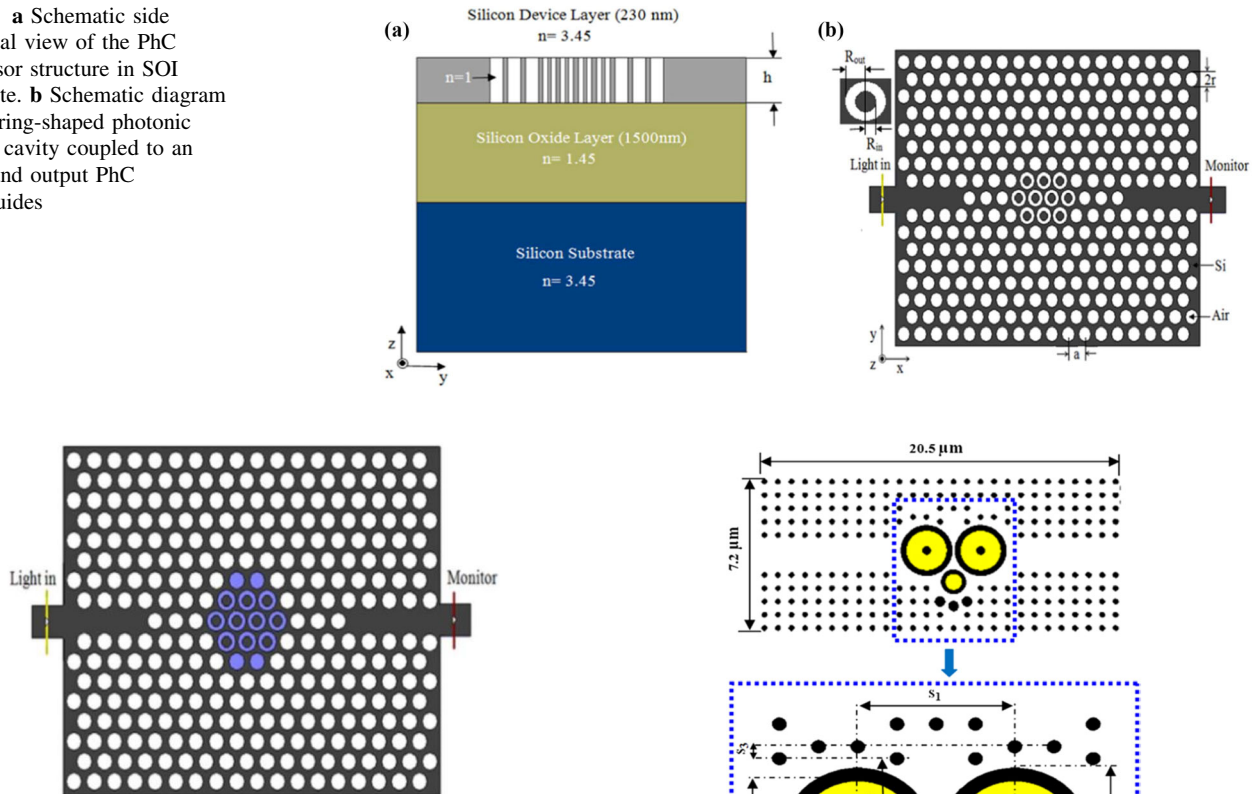 a Schematic side
al view of the PhC
sor structure in SOI
te. b Schematic diagram
ring-shaped photonic
cavity coupled to an
nd output PhC
uides
(a)
Silicon Device Layer (230 nm)
n= 3.45
n=1
h
Silicon Oxide Layer (1500nm)
n= 1.45
Silicon Substrate
n= 3.45
z
x
y
(b)
Rout
2r
Rin
Light in
Monitor
Si
Air
y
z
x
a
Light in
Monitor
20.5 µm
7.2 µm
s1
s3